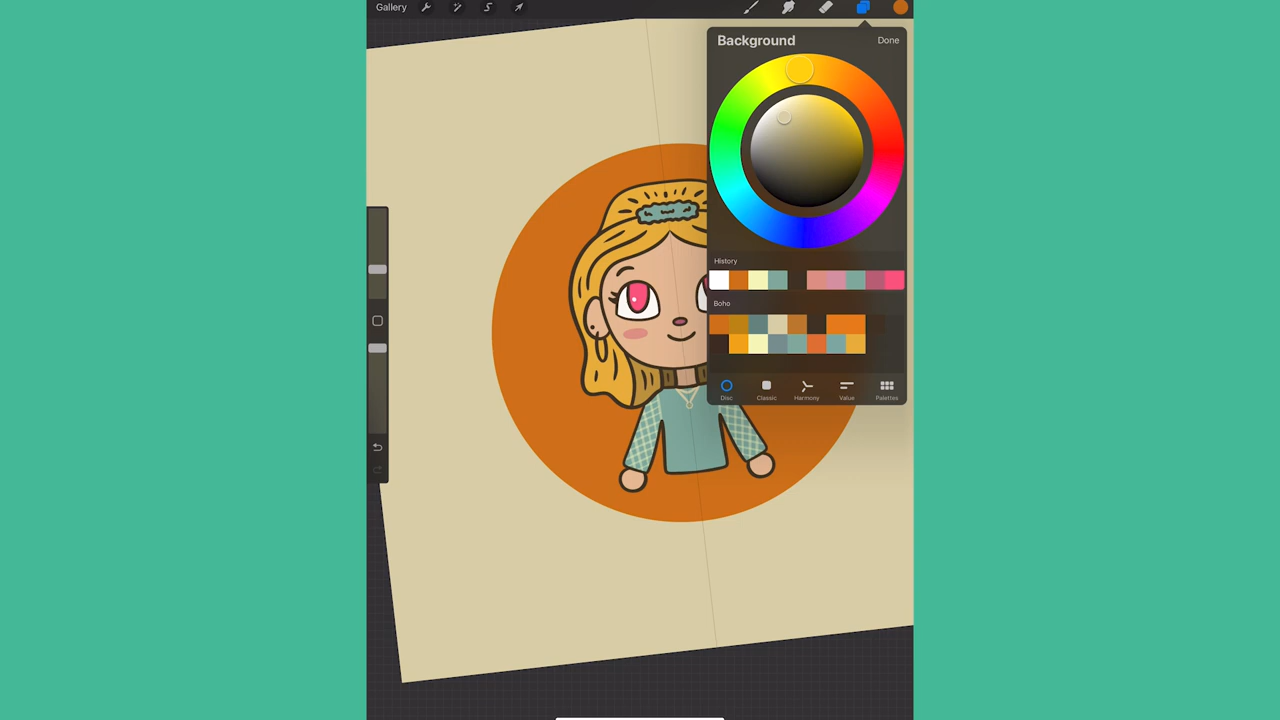 Gallery
Background Done
History
Boho
Disc Classic Harmony Value Palettes